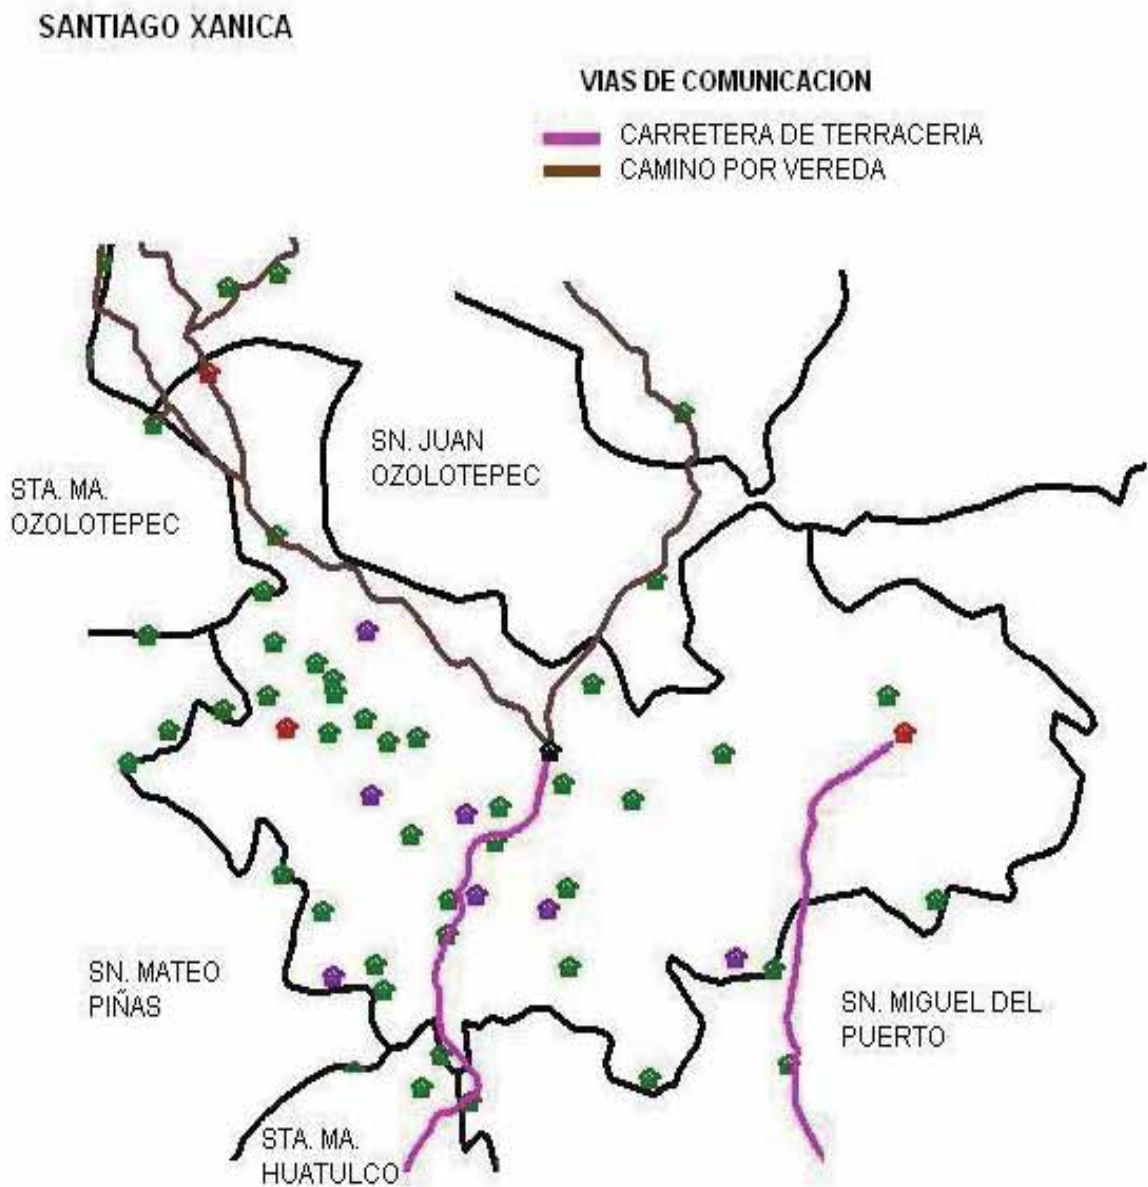 SANTIAGO XANICA
VIAS DE COMUNICACION
CARRETERA DE TERRACERIA
CAMINO POR VEREDA
SN. JUAN
OZOLOTEPEC
STA. MA.
OZOLOTEPEC
SN. MATEO
PIÑAS
SN. MIGUEL DEL
PUERTO
STA. MA.
HUATULCO